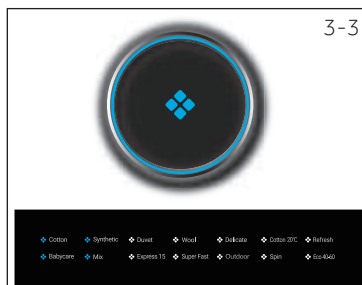 3-3
Cotton Synthetic Duvet Wool Delicate Cotton 20°C Refresh
Babycare Mix Express 15 Super Fast Outdoor Spin Eco 40-60